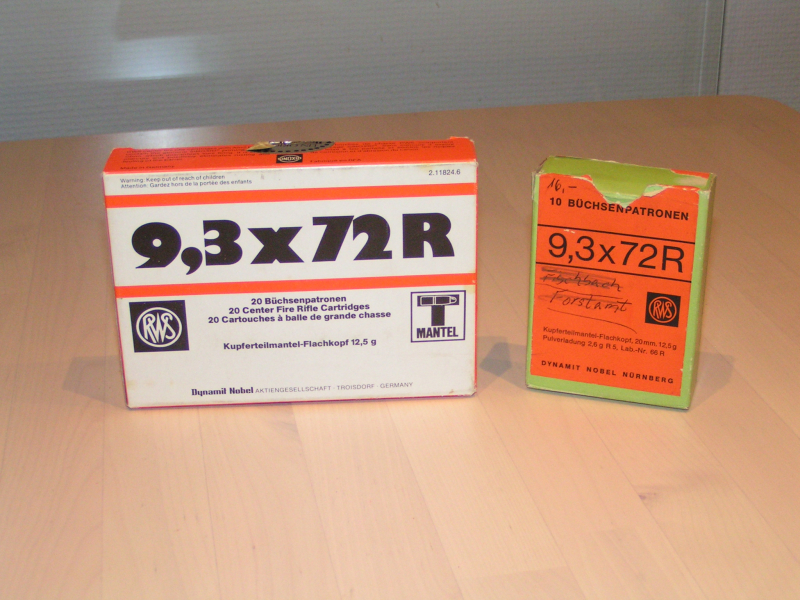 Warning: Keep out of reach of children
Attention: Gardez hors de la portée des enfants
2.11824.6
9,3x72R
20 Büchsenpatronen
20 Center Fire Rifle Cartridges
20 Cartouches à balle de grande chasse
Kupferteilmantel-Flachkopf 12,5 g
RWS
T
MANTEL
Dynamit Nobel AKTIENGESELLSCHAFT · TROISDORF · GERMANY
16,-
10 BÜCHSENPATRONEN
9,3x72R
Fischbach
Forstamt
RWS
Kupferteilmantel-Flachkopf, 20 mm, 12,5 g
Pulverladung 2,6 g R 5, Lab.-Nr. 66 R
DYNAMIT NOBEL NÜRNBERG